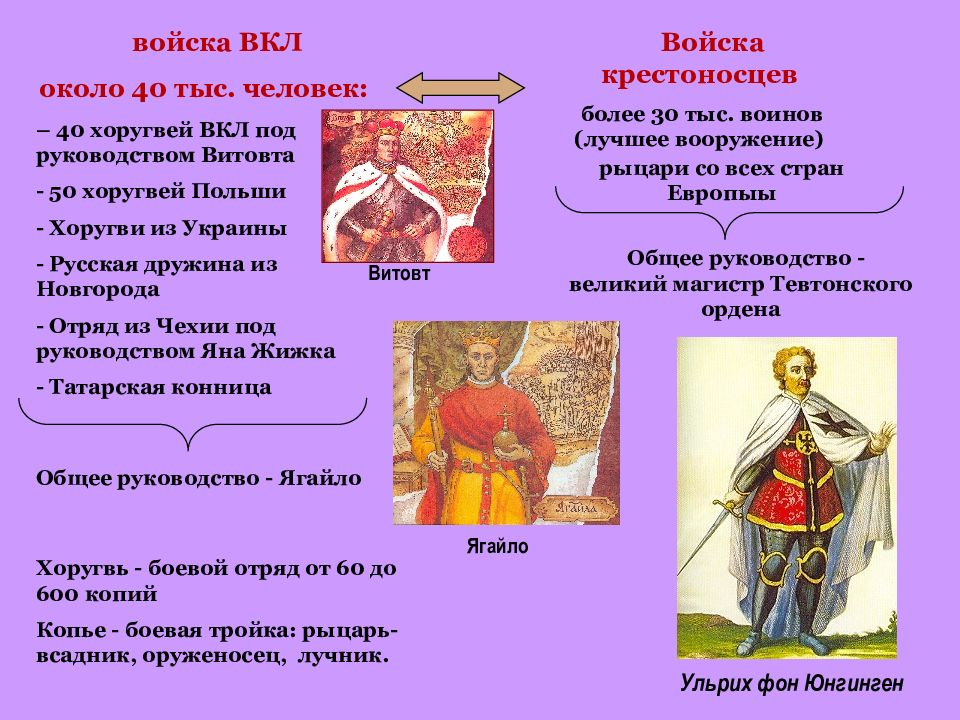 войска ВКЛ
около 40 тыс. человек:
– 40 хоругвей ВКЛ под
руководством Витовта
- 50 хоругвей Польши
- Хоругви из Украины
- Русская дружина из
Новгорода
- Отряд из Чехии под
руководством Яна Жижка
- Татарская конница
Общее руководство - Ягайло
Хоругвь - боевой отряд от 60 до
600 копий
Копье - боевая тройка: рыцарь-
всадник, оруженосец, лучник.
Витовт
Ягайла
Ягайло
Войска
крестоносцев
более 30 тыс. воинов
(лучшее вооружение)
рыцари со всех стран
Европыы
Общее руководство -
великий магистр Тевтонского
ордена
Ульрих фон Юнгинген